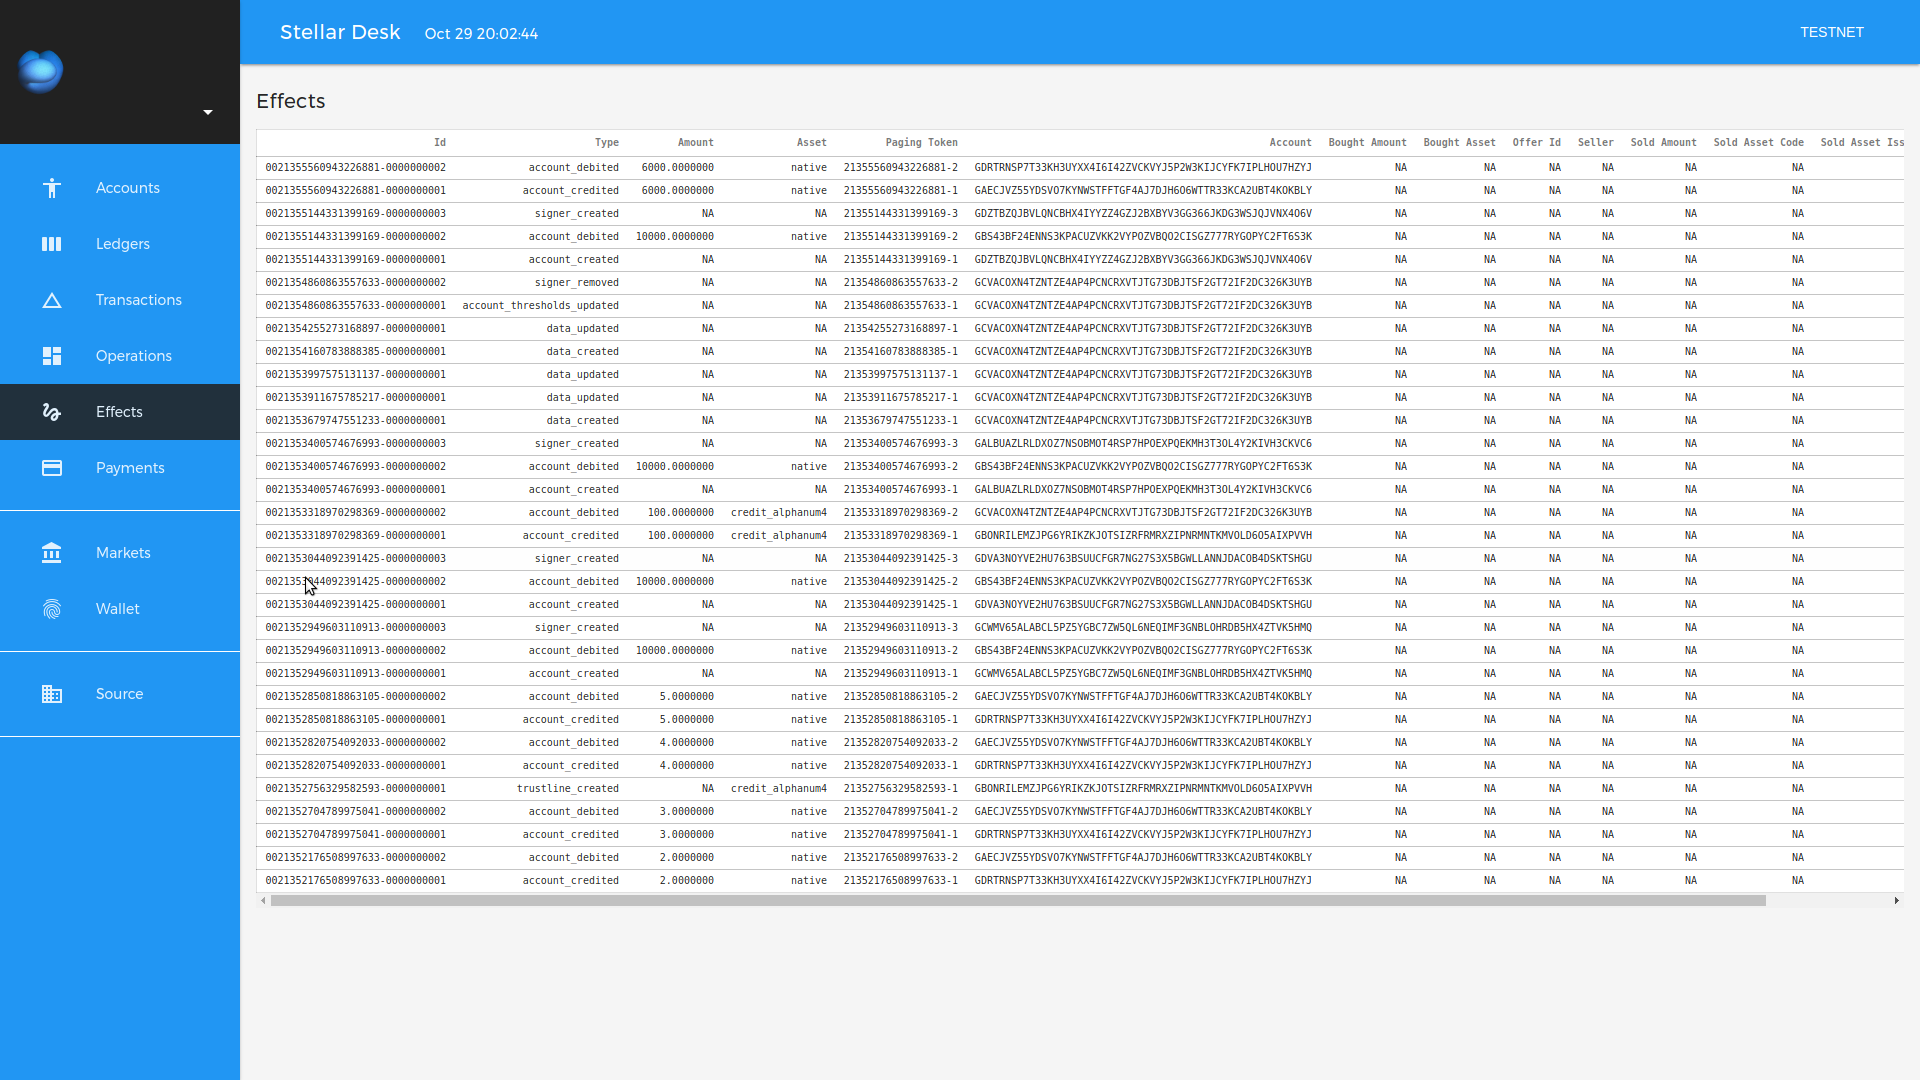 Stellar Desk Oct 29 20:02:44 TESTNET
Accounts
Ledgers
Transactions
Operations
Effects
Payments
Markets
Wallet
Source
Effects
Id Type Amount Asset Paging Token Account Bought Amount Bought Asset Offer Id Seller Sold Amount Sold Asset Code Sold Asset Iss
0021355560943226881-0000000002 account_debited 6000.0000000 native 21355560943226881-2 GDRTRNSP7T33KH3UYXX4I6I42ZVCKVYJ5P2W3KIJCYFK7IPLHOU7HZYJ NA NA NA NA NA NA
0021355560943226881-0000000001 account_credited 6000.0000000 native 21355560943226881-1 GAECJVZ55YDSVO7KYNWSTFFTGF4AJ7DJH6O6WTTR33KCA2UBT4KOKBLY NA NA NA NA NA NA
0021355144331399169-0000000003 signer_created NA NA 21355144331399169-3 GDZTBZQJBVLQNCBHX4IYYZZ4GZJ2BXBYV3GG366JKDG3WSJQJVNX4O6V NA NA NA NA NA NA
0021355144331399169-0000000002 account_debited 10000.0000000 native 21355144331399169-2 GBS43BF24ENNS3KPACUZVKK2VYPOZVBQO2CISGZ777RYGOPYC2FT6S3K NA NA NA NA NA NA
0021355144331399169-0000000001 account_created NA NA 21355144331399169-1 GDZTBZQJBVLQNCBHX4IYYZZ4GZJ2BXBYV3GG366JKDG3WSJQJVNX4O6V NA NA NA NA NA NA
0021354860863557633-0000000002 signer_removed NA NA 21354860863557633-2 GCVACOXN4TZNTZE4AP4PCNCRXVTJTG73DBJTSF2GT72IF2DC326K3UYB NA NA NA NA NA NA
0021354860863557633-0000000001 account_thresholds_updated NA NA 21354860863557633-1 GCVACOXN4TZNTZE4AP4PCNCRXVTJTG73DBJTSF2GT72IF2DC326K3UYB NA NA NA NA NA NA
0021354255273168897-0000000001 data_updated NA NA 21354255273168897-1 GCVACOXN4TZNTZE4AP4PCNCRXVTJTG73DBJTSF2GT72IF2DC326K3UYB NA NA NA NA NA NA
0021354160783888385-0000000001 data_created NA NA 21354160783888385-1 GCVACOXN4TZNTZE4AP4PCNCRXVTJTG73DBJTSF2GT72IF2DC326K3UYB NA NA NA NA NA NA
0021353997575131137-0000000001 data_updated NA NA 21353997575131137-1 GCVACOXN4TZNTZE4AP4PCNCRXVTJTG73DBJTSF2GT72IF2DC326K3UYB NA NA NA NA NA NA
0021353911675785217-0000000001 data_updated NA NA 21353911675785217-1 GCVACOXN4TZNTZE4AP4PCNCRXVTJTG73DBJTSF2GT72IF2DC326K3UYB NA NA NA NA NA NA
0021353679747551233-0000000001 data_created NA NA 21353679747551233-1 GCVACOXN4TZNTZE4AP4PCNCRXVTJTG73DBJTSF2GT72IF2DC326K3UYB NA NA NA NA NA NA
0021353400574676993-0000000003 signer_created NA NA 21353400574676993-3 GALBUAZLRLDXOZ7NSOBMOT4RSP7HPOEXPQEKMH3T3OL4Y2KIVH3CKVC6 NA NA NA NA NA NA
0021353400574676993-0000000002 account_debited 10000.0000000 native 21353400574676993-2 GBS43BF24ENNS3KPACUZVKK2VYPOZVBQO2CISGZ777RYGOPYC2FT6S3K NA NA NA NA NA NA
0021353400574676993-0000000001 account_created NA NA 21353400574676993-1 GALBUAZLRLDXOZ7NSOBMOT4RSP7HPOEXPQEKMH3T3OL4Y2KIVH3CKVC6 NA NA NA NA NA NA
0021353318970298369-0000000002 account_debited 100.0000000 credit_alphanum4 21353318970298369-2 GCVACOXN4TZNTZE4AP4PCNCRXVTJTG73DBJTSF2GT72IF2DC326K3UYB NA NA NA NA NA NA
0021353318970298369-0000000001 account_credited 100.0000000 credit_alphanum4 21353318970298369-1 GBONRILEMZJPG6YRIKZKJOTSIZRFRMRXZIPNRMNTKMVOLD6O5AIXPVVH NA NA NA NA NA NA
0021353044092391425-0000000003 signer_created NA NA 21353044092391425-3 GDVA3NOYVE2HU763BSUUCFGR7NG27S3X5BGWLLANNJDACOB4DSKTSHGU NA NA NA NA NA NA
0021353044092391425-0000000002 account_debited 10000.0000000 native 21353044092391425-2 GBS43BF24ENNS3KPACUZVKK2VYPOZVBQO2CISGZ777RYGOPYC2FT6S3K NA NA NA NA NA NA
0021353044092391425-0000000001 account_created NA NA 21353044092391425-1 GDVA3NOYVE2HU763BSUUCFGR7NG27S3X5BGWLLANNJDACOB4DSKTSHGU NA NA NA NA NA NA
0021352949603110913-0000000003 signer_created NA NA 21352949603110913-3 GCWMV65ALABCL5PZ5YGBC7ZW5QL6NEQIMF3GNBLOHRDB5HX4ZTVK5HMQ NA NA NA NA NA NA
0021352949603110913-0000000002 account_debited 10000.0000000 native 21352949603110913-2 GBS43BF24ENNS3KPACUZVKK2VYPOZVBQO2CISGZ777RYGOPYC2FT6S3K NA NA NA NA NA NA
0021352949603110913-0000000001 account_created NA NA 21352949603110913-1 GCWMV65ALABCL5PZ5YGBC7ZW5QL6NEQIMF3GNBLOHRDB5HX4ZTVK5HMQ NA NA NA NA NA NA
0021352850818863105-0000000002 account_debited 5.0000000 native 21352850818863105-2 GAECJVZ55YDSVO7KYNWSTFFTGF4AJ7DJH6O6WTTR33KCA2UBT4KOKBLY NA NA NA NA NA NA
0021352850818863105-0000000001 account_credited 5.0000000 native 21352850818863105-1 GDRTRNSP7T33KH3UYXX4I6I42ZVCKVYJ5P2W3KIJCYFK7IPLHOU7HZYJ NA NA NA NA NA NA
0021352820754092033-0000000002 account_debited 4.0000000 native 21352820754092033-2 GAECJVZ55YDSVO7KYNWSTFFTGF4AJ7DJH6O6WTTR33KCA2UBT4KOKBLY NA NA NA NA NA NA
0021352820754092033-0000000001 account_credited 4.0000000 native 21352820754092033-1 GDRTRNSP7T33KH3UYXX4I6I42ZVCKVYJ5P2W3KIJCYFK7IPLHOU7HZYJ NA NA NA NA NA NA
0021352756329582593-0000000001 trustline_created NA credit_alphanum4 21352756329582593-1 GBONRILEMZJPG6YRIKZKJOTSIZRFRMRXZIPNRMNTKMVOLD6O5AIXPVVH NA NA NA NA NA NA
0021352704789975041-0000000002 account_debited 3.0000000 native 21352704789975041-2 GAECJVZ55YDSVO7KYNWSTFFTGF4AJ7DJH6O6WTTR33KCA2UBT4KOKBLY NA NA NA NA NA NA
0021352704789975041-0000000001 account_credited 3.0000000 native 21352704789975041-1 GDRTRNSP7T33KH3UYXX4I6I42ZVCKVYJ5P2W3KIJCYFK7IPLHOU7HZYJ NA NA NA NA NA NA
0021352176508997633-0000000002 account_debited 2.0000000 native 21352176508997633-2 GAECJVZ55YDSVO7KYNWSTFFTGF4AJ7DJH6O6WTTR33KCA2UBT4KOKBLY NA NA NA NA NA NA
0021352176508997633-0000000001 account_credited 2.0000000 native 21352176508997633-1 GDRTRNSP7T33KH3UYXX4I6I42ZVCKVYJ5P2W3KIJCYFK7IPLHOU7HZYJ NA NA NA NA NA NA